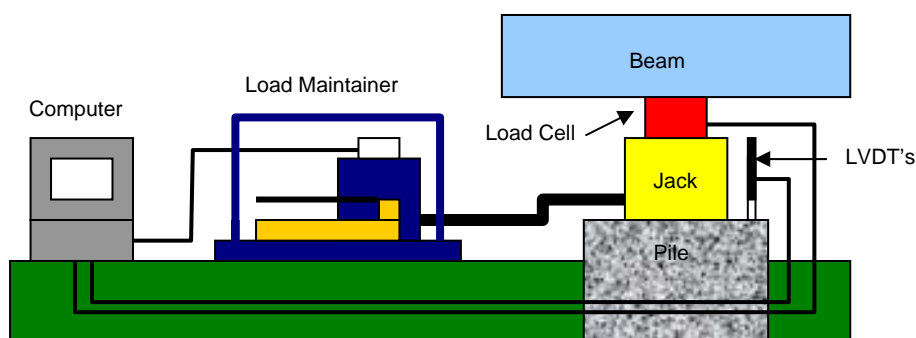 Beam
Load Maintainer
Computer
Load Cell
LVDT's
Jack
Pile